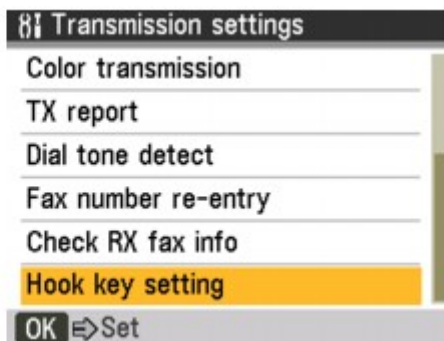 Transmission settings
Color transmission
TX report
Dial tone detect
Fax number re-entry
Check RX fax info
Hook key setting
OK ⇨Set